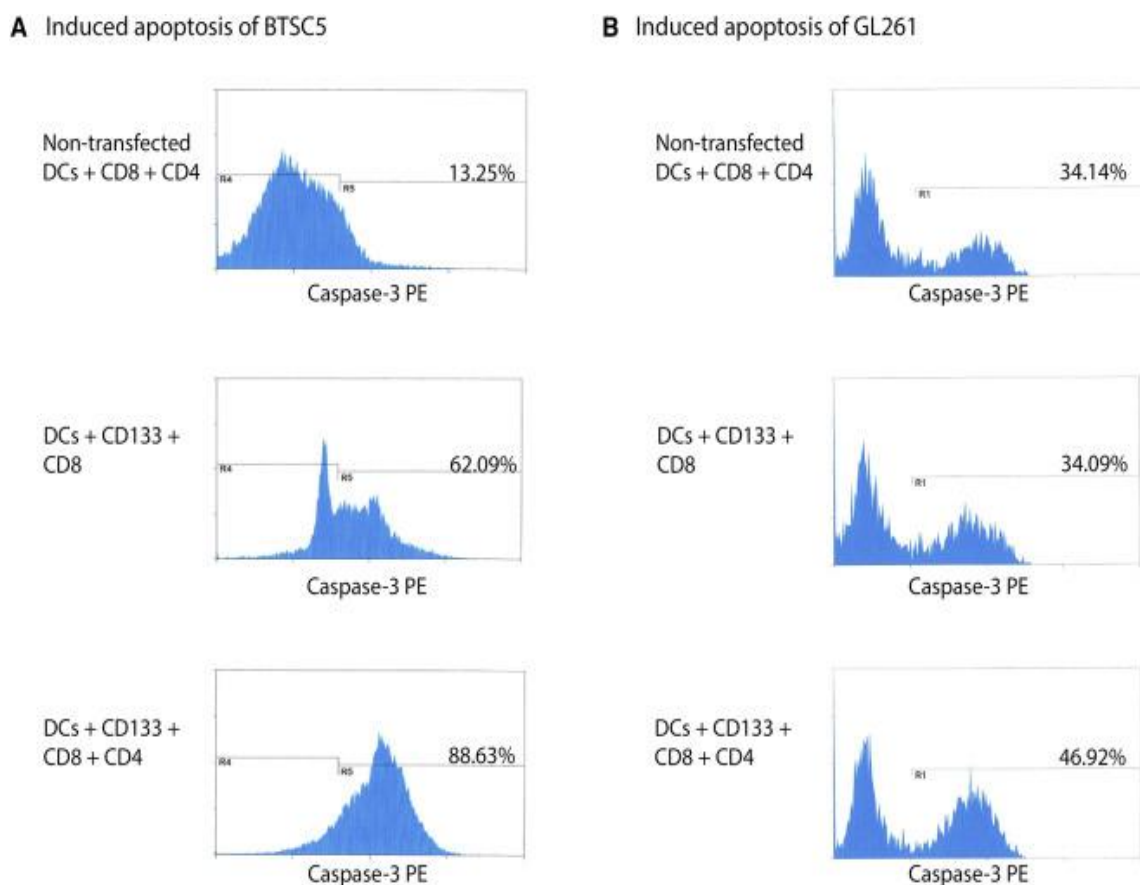 A Induced apoptosis of BTSC5
B Induced apoptosis of GL261
Non-transfected
DCs + CD8 + CD4
R4
R5
13.25%
Caspase-3 PE
Non-transfected
DCs + CD8 + CD4
R1
34.14%
Caspase-3 PE
DCs + CD133 +
CD8
R4
R5
62.09%
Caspase-3 PE
DCs + CD133 +
CD8
R1
34.09%
Caspase-3 PE
DCs + CD133 +
CD8 + CD4
R4
R5
88.63%
Caspase-3 PE
DCs + CD133 +
CD8 + CD4
R1
46.92%
Caspase-3 PE